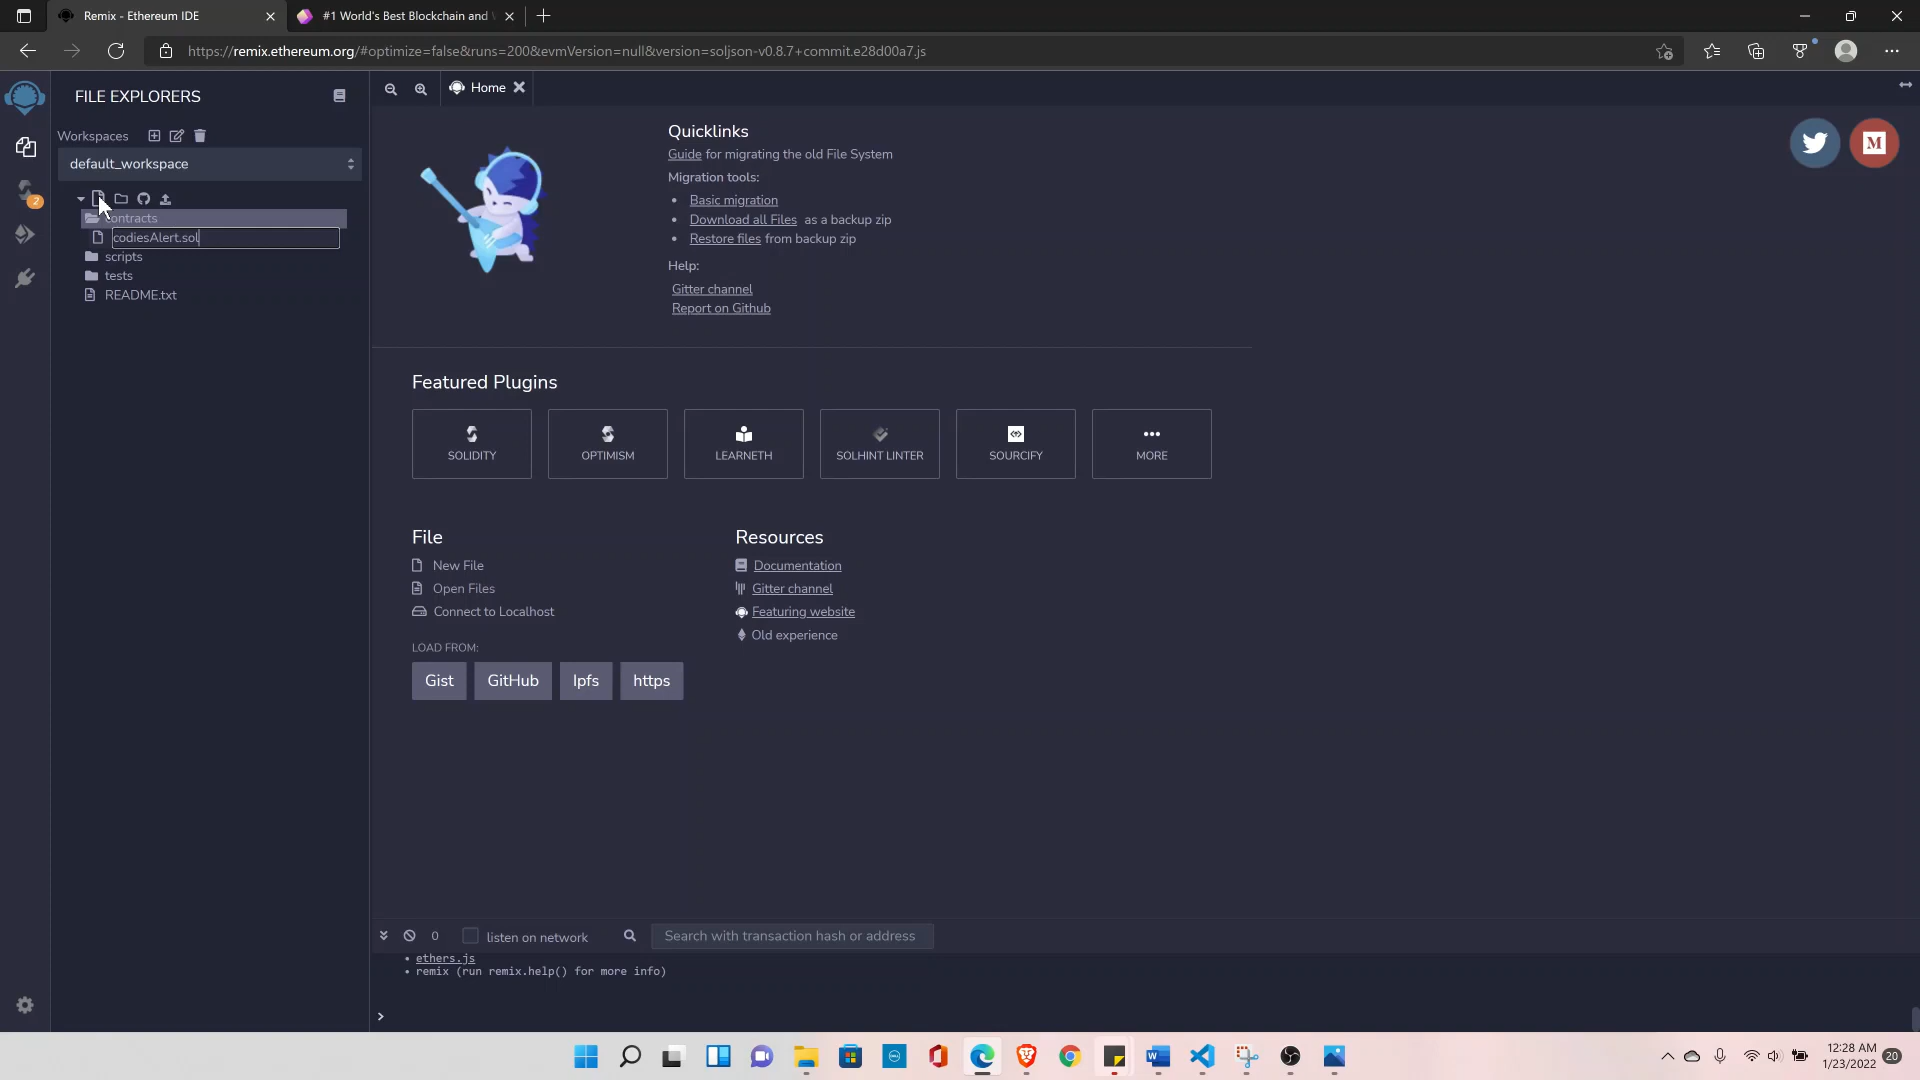 Remix - Ethereum IDE
#1 World's Best Blockchain and
https://remix.ethereum.org/#optimize=false&runs=200&evmVersion=null&version=soljson-v0.8.7+commit.e28d00a7.js
FILE EXPLORERS
Workspaces
default_workspace
contracts
codiesAlert.sol
scripts
tests
README.txt
Home
Quicklinks
Guide for migrating the old File System
Migration tools:
Basic migration
Download all Files as a backup zip
Restore files from backup zip
Help:
Gitter channel
Report on Github
M
Featured Plugins
SOLIDITY
OPTIMISM
LEARNETH
SOLHINT LINTER
SOURCIFY
MORE
File
New File
Open Files
Connect to Localhost
LOAD FROM:
Gist
GitHub
Ipfs
https
Resources
Documentation
Gitter channel
Featuring website
Old experience
2
0
listen on network
Search with transaction hash or address
ethers.js
remix (run remix.help() for more info)
>
12:28 AM
1/23/2022
20